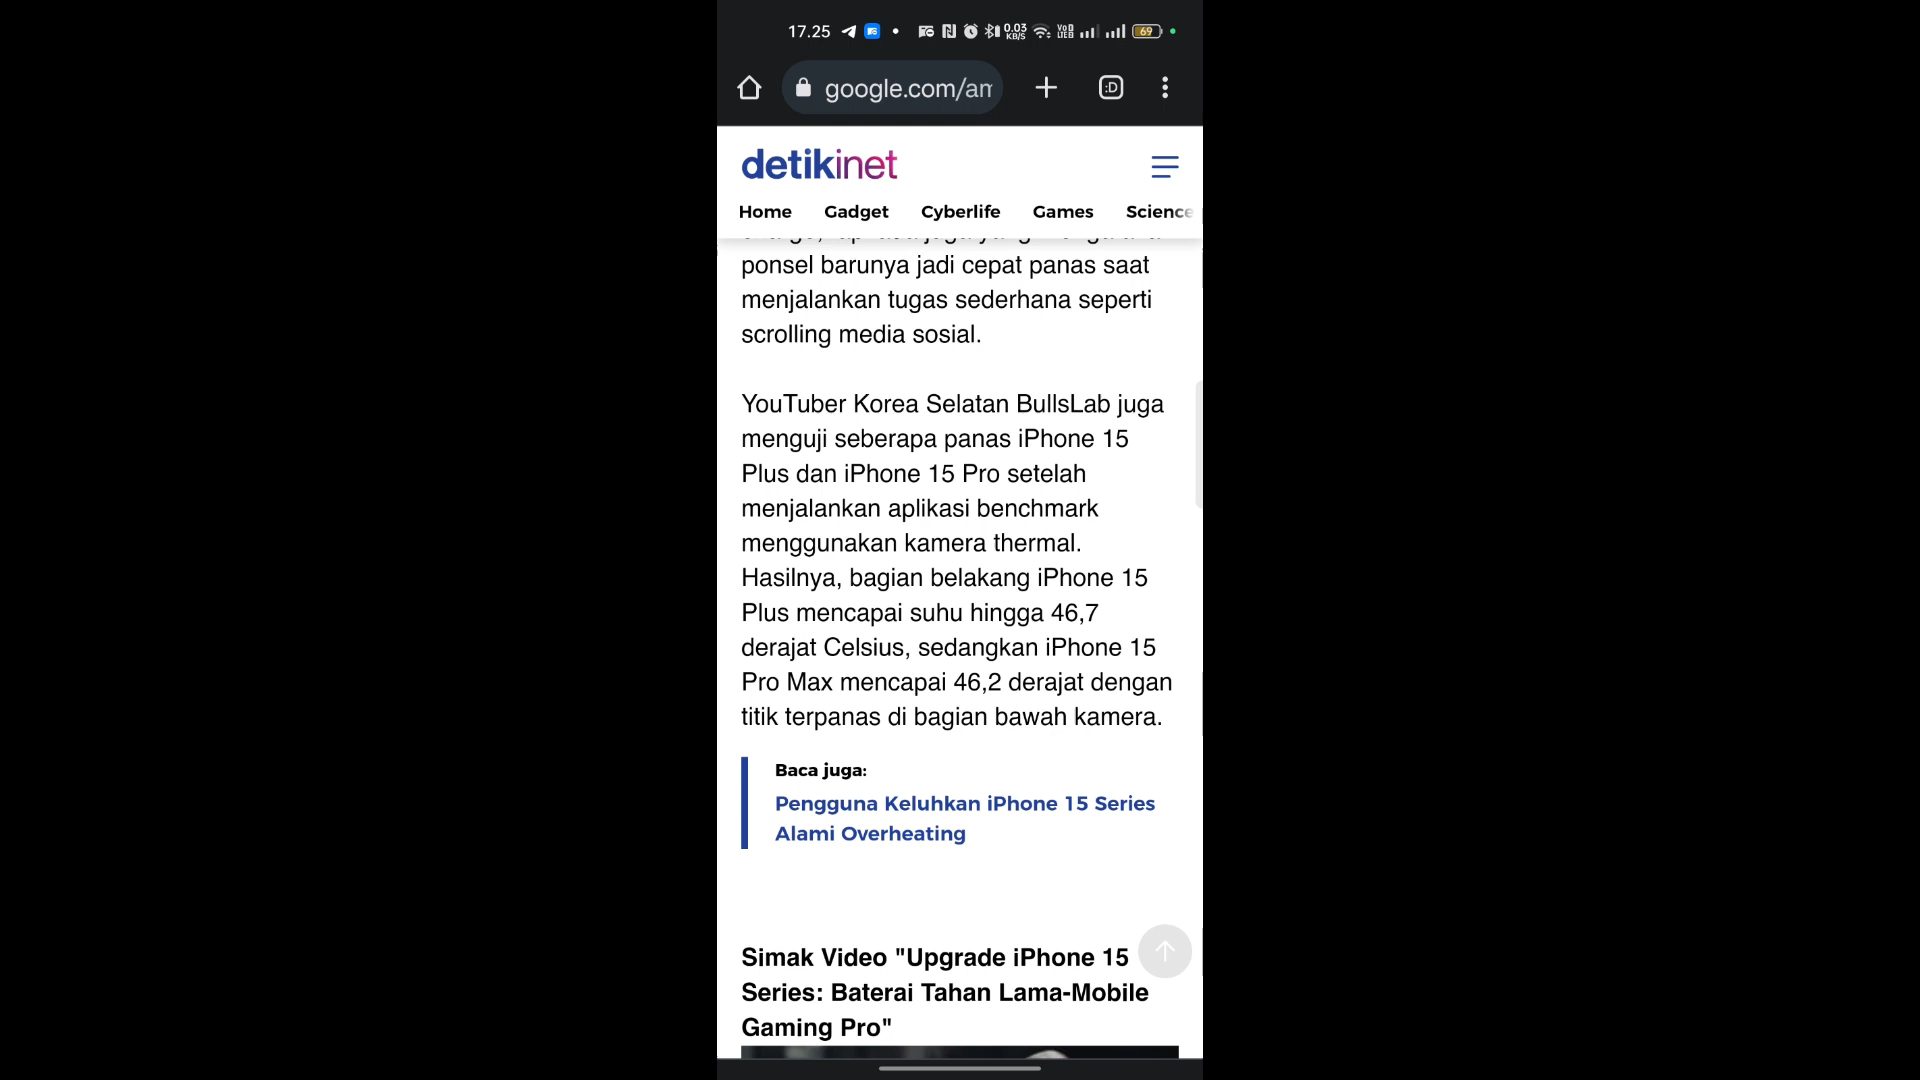 17.25
0.03
KB/S
69
google.com/am
:D
detikinet
Home Gadget Cyberlife Games Science
ponsel barunya jadi cepat panas saat
menjalankan tugas sederhana seperti
scrolling media sosial.
YouTuber Korea Selatan BullsLab juga
menguji seberapa panas iPhone 15
Plus dan iPhone 15 Pro setelah
menjalankan aplikasi benchmark
menggunakan kamera thermal.
Hasilnya, bagian belakang iPhone 15
Plus mencapai suhu hingga 46,7
derajat Celsius, sedangkan iPhone 15
Pro Max mencapai 46,2 derajat dengan
titik terpanas di bagian bawah kamera.
Baca juga:
Pengguna Keluhkan iPhone 15 Series
Alami Overheating
Simak Video "Upgrade iPhone 15
Series: Baterai Tahan Lama-Mobile
Gaming Pro"